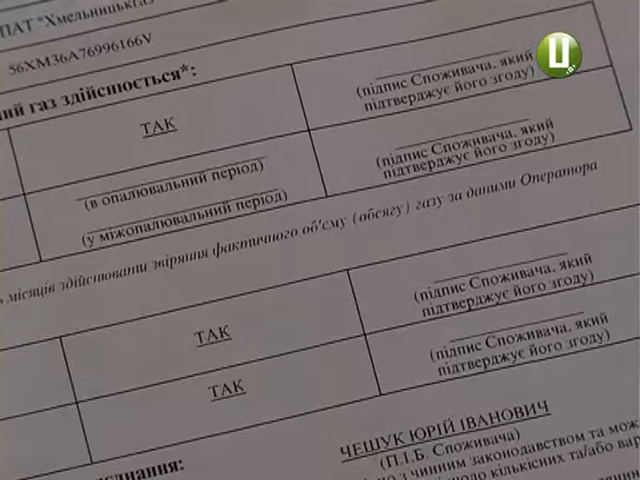 ПАТ "Хмельницькгаз
56XM36A76996166V
ий газ здійснюється*:
ТАК
(підпис Споживача, який
підтверджує його згоду)
(в опалювальний період)
(у міжопалювальний період)
(підпис Споживача, який
підтверджує його згоду)
місяців здійснювати звіряння фактичного об'єму (обсягу) газу за даними Оператора
ТАК
(підпис Споживача, який
підтверджує його згоду)
ТАК
(підпис Споживача, який
підтверджує його згоду)
ЧЕШУК ЮРІЙ ІВАНОВИЧ
(П.І.Б. Споживача)
днання:
з чинним законодавством та мож
щодо кількісних та/або вар
Ц